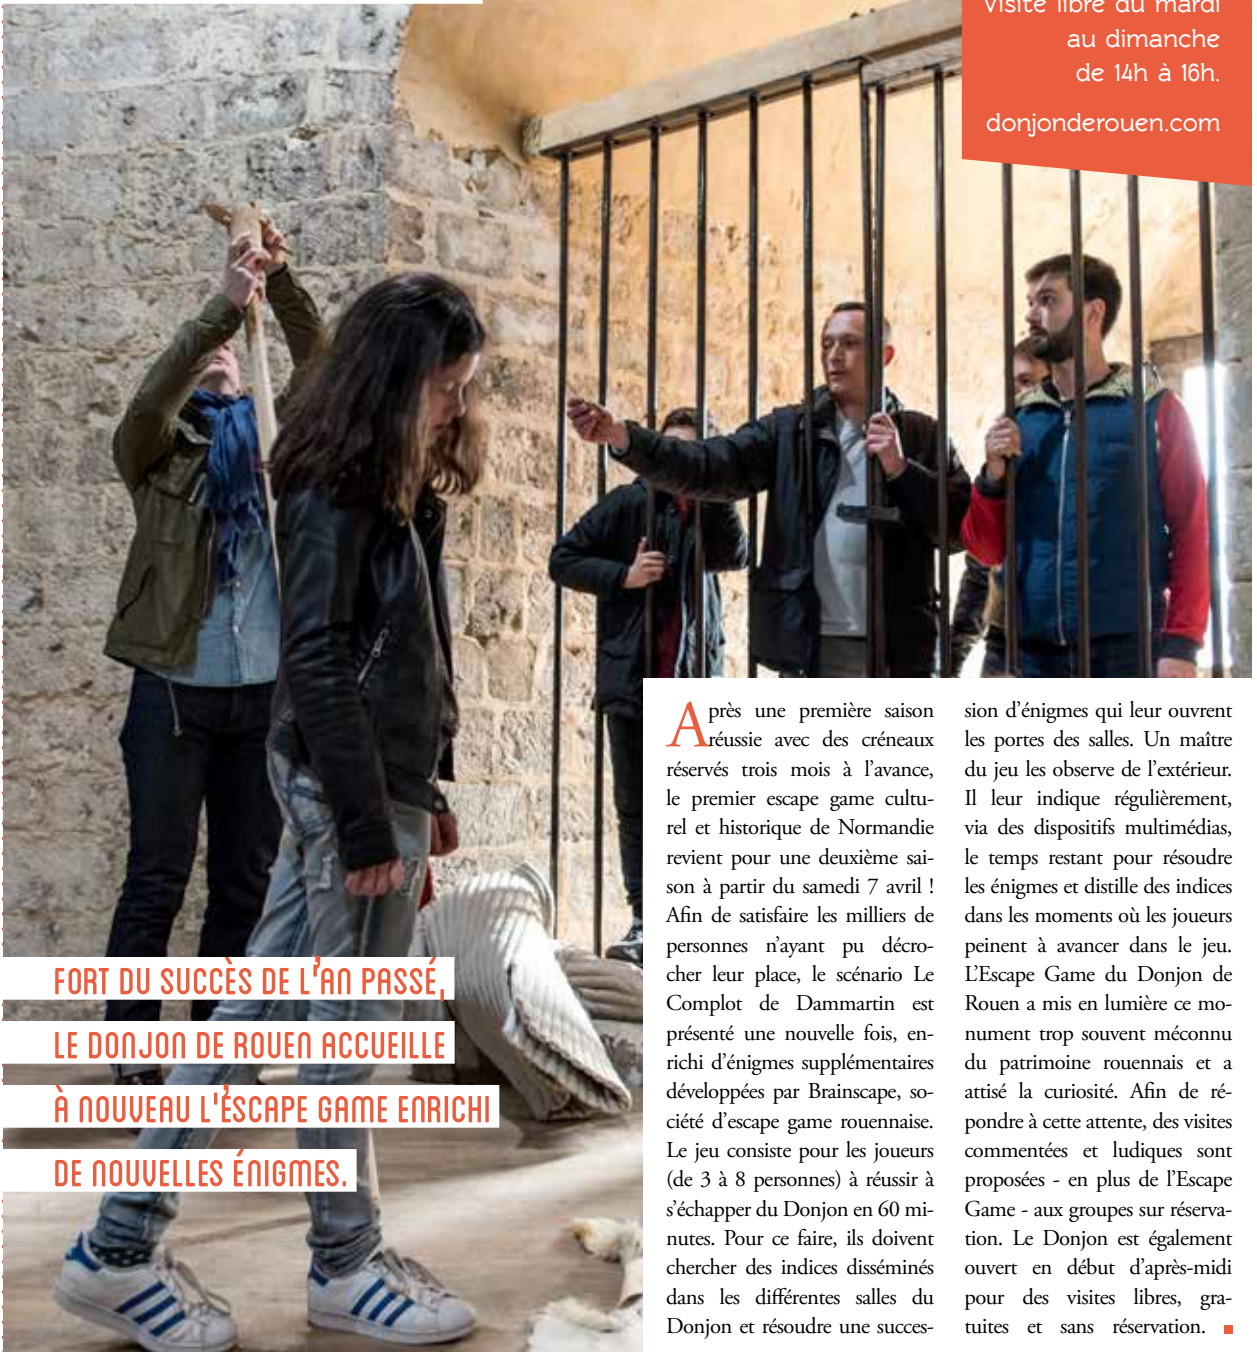 Visite libre du mardi
au dimanche
de 14h à 16h.
donjonderouen.com
FORT DU SUCCÈS DE L'AN PASSÉ,
LE DONJON DE ROUEN ACCUEILLE
À NOUVEAU L'ESCAPE GAME ENRICHI
DE NOUVELLES ÉNIGMES.
Après une première saison
réussie avec des créneaux
réservés trois mois à l’avance,
le premier escape game cultu-
rel et historique de Normandie
revient pour une deuxième sai-
son à partir du samedi 7 avril !
Afin de satisfaire les milliers de
personnes n’ayant pu décro-
cher leur place, le scénario Le
Complot de Dammartin est
présenté une nouvelle fois, en-
richi d’énigmes supplémentaires
développées par Brainscape, so-
ciété d’escape game rouennaise.
Le jeu consiste pour les joueurs
(de 3 à 8 personnes) à réussir à
s’échapper du Donjon en 60 mi-
nutes. Pour ce faire, ils doivent
chercher des indices disséminés
dans les différentes salles du
Donjon et résoudre une succes-
sion d’énigmes qui leur ouvrent
les portes des salles. Un maître
du jeu les observe de l’extérieur.
Il leur indique régulièrement,
via des dispositifs multimédias,
le temps restant pour résoudre
les énigmes et distille des indices
dans les moments où les joueurs
peinent à avancer dans le jeu.
L’Escape Game du Donjon de
Rouen a mis en lumière ce mo-
nument trop souvent méconnu
du patrimoine rouennais et a
attisé la curiosité. Afin de ré-
pondre à cette attente, des visites
commentées et ludiques sont
proposées - en plus de l’Escape
Game - aux groupes sur réserva-
tion. Le Donjon est également
ouvert en début d’après-midi
pour des visites libres, gra-
tuites et sans réservation.